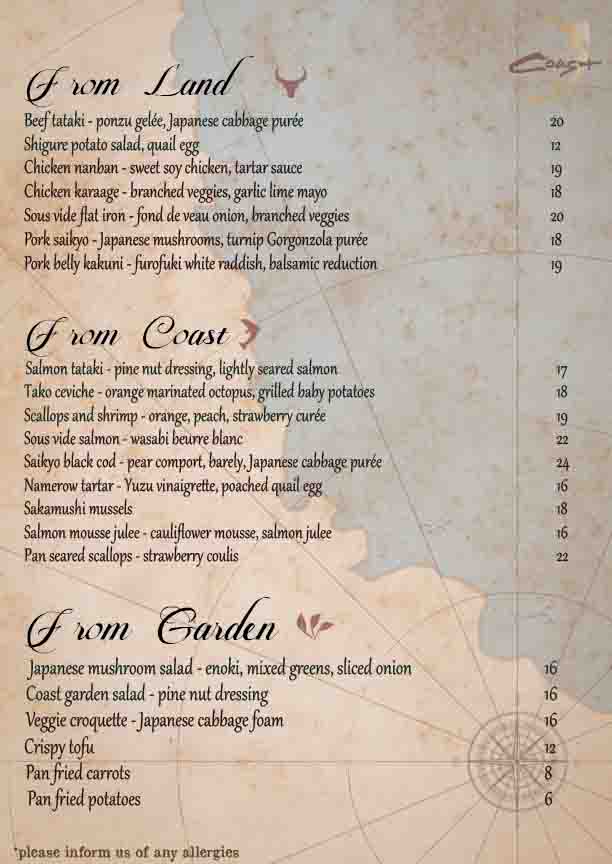 Coast
From Land
Beef tataki - ponzu gelée, Japanese cabbage purée 20
Shigure potato salad, quail egg 12
Chicken nanban - sweet soy chicken, tartar sauce 19
Chicken karaage - branched veggies, garlic lime mayo 18
Sous vide flat iron - fond de veau onion, branched veggies 20
Pork saikyo - Japanese mushrooms, turnip Gorgonzola purée 18
Pork belly kakuni - furofuki white raddish, balsamic reduction 19
From Coast
Salmon tataki - pine nut dressing, lightly seared salmon 17
Tako ceviche - orange marinated octopus, grilled baby potatoes 18
Scallops and shrimp - orange, peach, strawberry curée 19
Sous vide salmon - wasabi beurre blanc 22
Saikyo black cod - pear comport, barely, Japanese cabbage purée 24
Namerow tartar - Yuzu vinaigrette, poached quail egg 16
Sakamushi mussels 18
Salmon mousse julee - cauliflower mousse, salmon julee 16
Pan seared scallops - strawberry coulis 22
From Garden
Japanese mushroom salad - enoki, mixed greens, sliced onion 16
Coast garden salad - pine nut dressing 16
Veggie croquette - Japanese cabbage foam 16
Crispy tofu 12
Pan fried carrots 8
Pan fried potatoes 6
*please inform us of any allergies